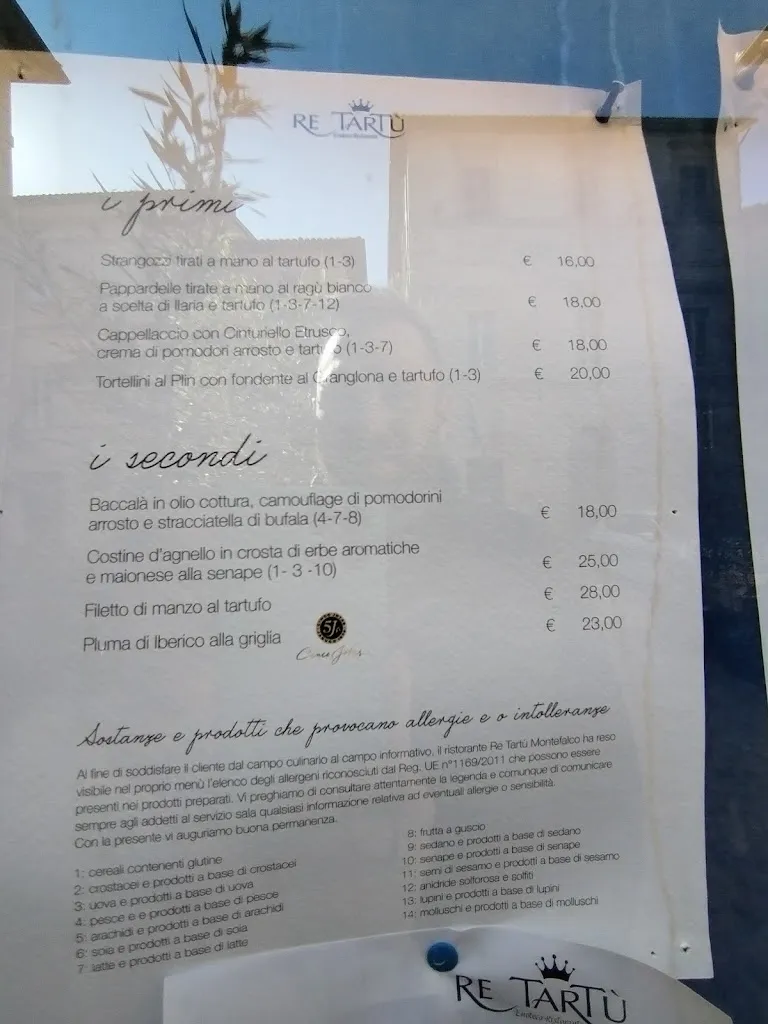 RE TARTÙ
i primi
Strangozzi tirati a mano al tartufo (1-3) € 16,00
Pappardelle tirate a mano al ragù bianco
a scelta di Ilaria e tartufo (1-3-7-12) € 18,00
Cappellaccio con Cinturiello Etrusco,
crema di pomodori arrosto e tartufo (1-3-7) € 18,00
Tortellini al Plin con fondente al e tartufo (1-3) € 20,00
i secondi
Baccalà in olio cottura, camouflage di pomodorini
arrosto e stracciatella di bufala (4-7-8) € 18,00
Costine d'agnello in crosta di erbe aromatiche
e maionese alla senape (1- 3 -10) € 25,00
Filetto di manzo al tartufo € 28,00
Pluma di Iberico alla griglia € 23,00
5J
Sostanze e prodotti che provocano allergie e o intolleranze
Al fine di soddisfare il cliente dal campo culinario al campo informativo, il ristorante Re Tartù Montefalco ha reso
visibile nel proprio menù l'elenco degli allergeni riconosciuti dal Reg. UE n°1169/2011 che possono essere
presenti nei prodotti preparati. Vi preghiamo di consultare attentamente la legenda e comunque di comunicare
sempre agli addetti al servizio sala qualsiasi informazione relativa ad eventuali allergie o sensibilità.
Con la presente vi auguriamo buona permanenza.
1: cereali contenenti glutine
2: crostacei e prodotti a base di crostacei
3: uova e prodotti a base di uova
4: pesce e e prodotti a base di pesce
5: arachidi e prodotti a base di arachidi
6: soia e prodotti a base di soia
7: latte e prodotti a base di latte
8: frutta a guscio
9: sedano e prodotti a base di sedano
10: senape e prodotti a base di senape
11: semi di sesamo e prodotti a base di sesamo
12: anidride solforosa e solfiti
13: lupini e prodotti a base di lupini
14: molluschi e prodotti a base di molluschi
RE TARTÙ